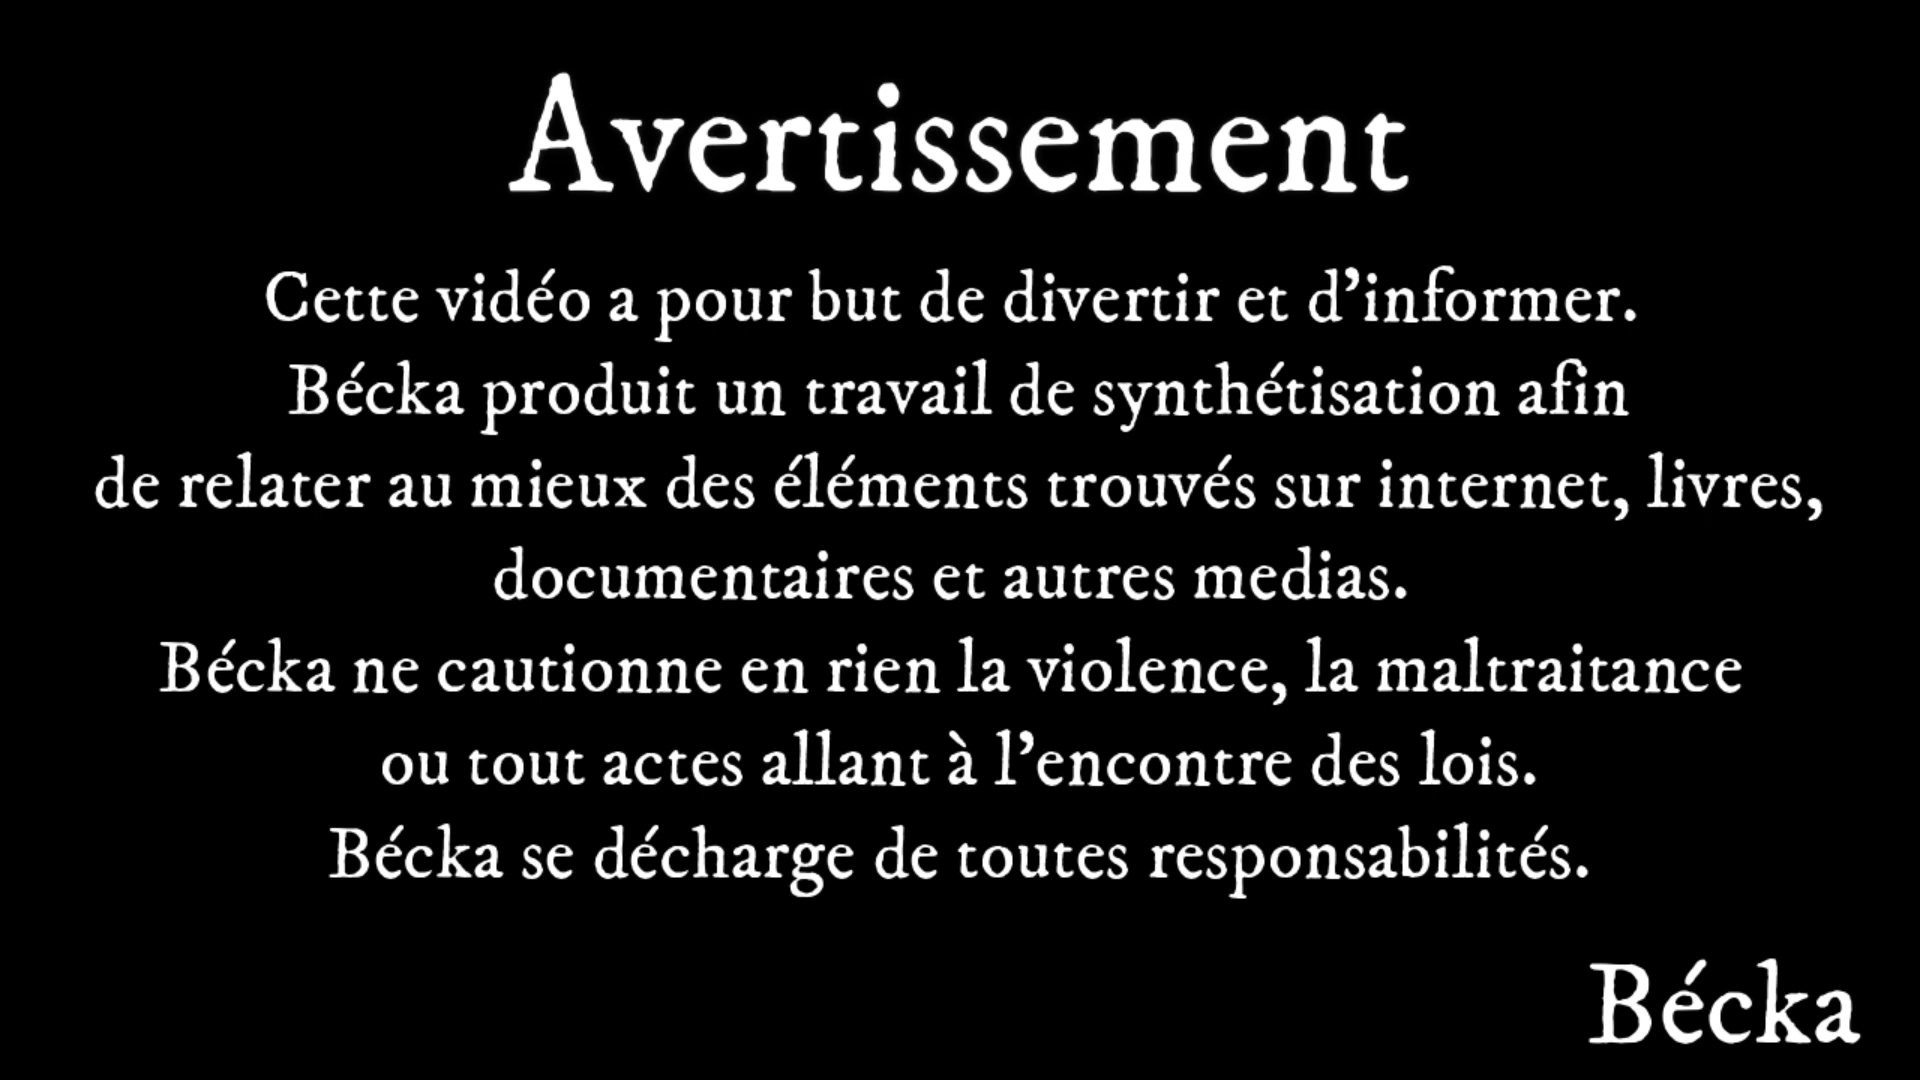 Avertissement
Cette vidéo a pour but de divertir et d’informer.
Bécka produit un travail de synthétisation afin
de relater au mieux des éléments trouvés sur internet, livres,
documentaires et autres medias.
Bécka ne cautionne en rien la violence, la maltraitance
ou tout actes allant à l’encontre des lois.
Bécka se décharge de toutes responsabilités.
Bécka